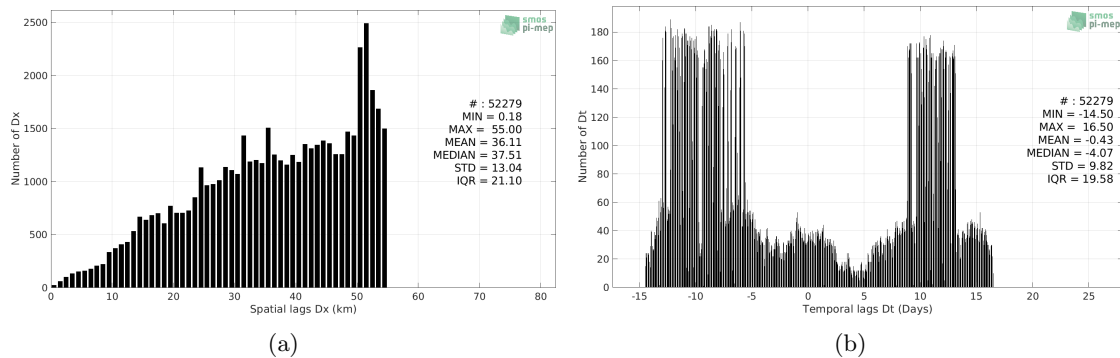 smos
pi-mep
2500
2000
1500
1000
500
0
Number of Dx
# : 52279
MIN = 0.18
MAX = 55.00
MEAN = 36.11
MEDIAN = 37.51
STD = 13.04
IQR = 21.10
0 10 20 30 40 50 60 70 80
Spatial lags Dx (km)
(a)
smos
pi-mep
180
160
140
120
100
80
60
40
20
0
Number of Dt
# : 52279
MIN = -14.50
MAX = 16.50
MEAN = -0.43
MEDIAN = -4.07
STD = 9.82
IQR = 19.58
-15 -10 -5 0 5 10 15 20 25
Temporal lags Dt (Days)
(b)